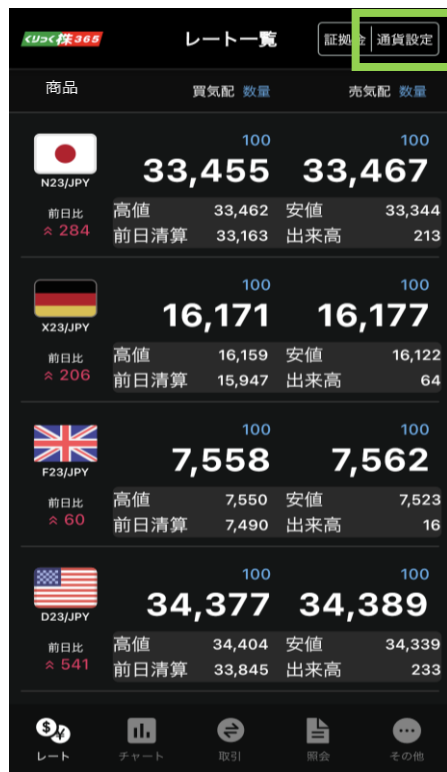 くりっく株365 レート一覧 証拠金 通貨設定
商品 買気配 数量 売気配 数量
100 100
33,455 33,467
N23/JPY
前日比 高値 33,462 安値 33,344
284 前日清算 33,163 出来高 213
100 100
16,171 16,177
X23/JPY
前日比 高値 16,159 安値 16,122
206 前日清算 15,947 出来高 64
100 100
7,558 7,562
F23/JPY
前日比 高値 7,550 安値 7,523
60 前日清算 7,490 出来高 16
100 100
34,377 34,389
D23/JPY
前日比 高値 34,404 安値 34,339
541 前日清算 33,845 出来高 233
レート チャート 取引 照会 その他